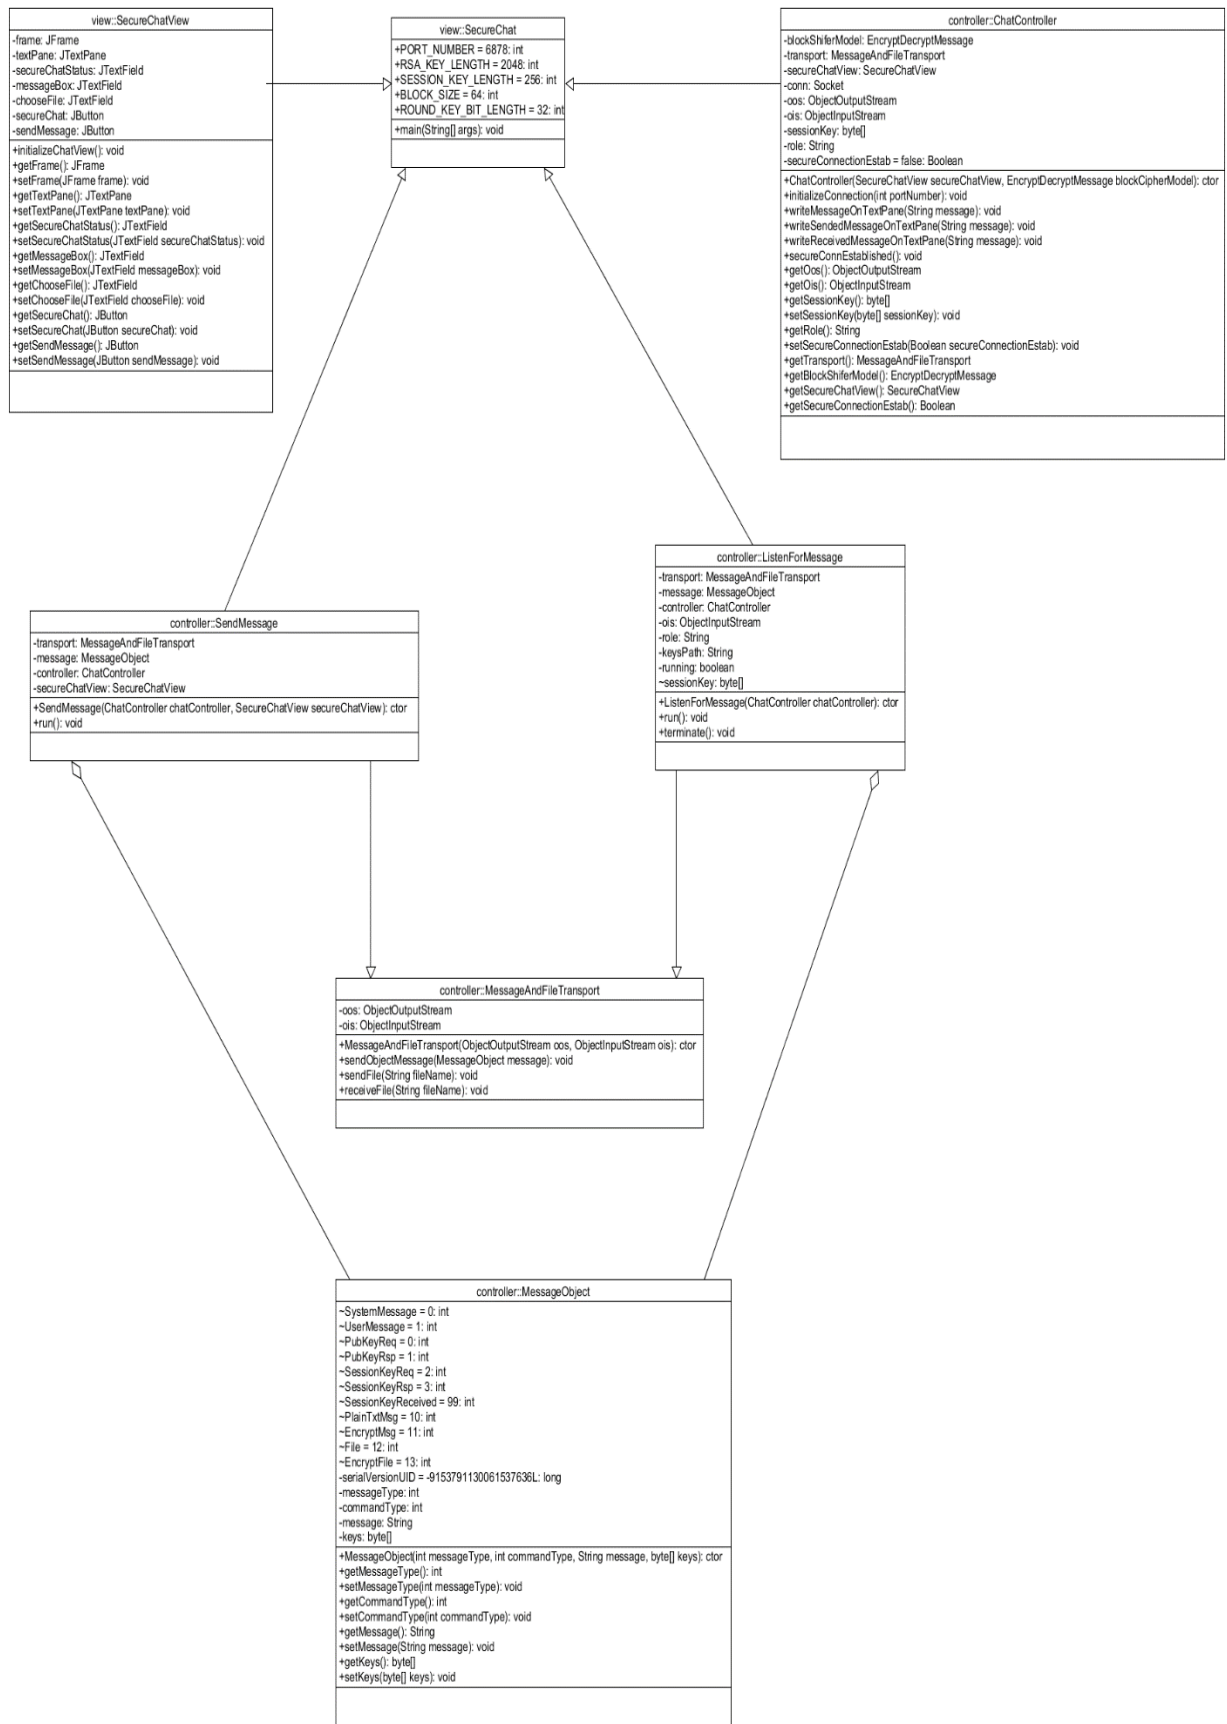 view::SecureChatView
-frame: JFrame
-textPane: JTextPane
-secureChatStatus: JTextField
-messageBox: JTextField
-chooseFile: JTextField
-secureChat: JButton
-sendMessage: JButton
+initializeChatView(): void
+getFrame(): JFrame
+setFrame(JFrame frame): void
+getTextPane(): JTextPane
+setTextPane(JTextPane textPane): void
+getSecureChatStatus(): JTextField
+setSecureChatStatus(JTextField secureChatStatus): void
+getMessageBox(): JTextField
+setMessageBox(JTextField messageBox): void
+getChooseFile(): JTextField
+setChooseFile(JTextField chooseFile): void
+getSecureChat(): JButton
+setSecureChat(JButton secureChat): void
+getSendMessage(): JButton
+setSendMessage(JButton sendMessage): void
view::SecureChat
+PORT_NUMBER = 6878: int
+RSA_KEY_LENGTH = 2048: int
+SESSION_KEY_LENGTH = 256: int
+BLOCK_SIZE = 64: int
+ROUND_KEY_BIT_LENGTH = 32: int
+main(String[] args): void
controller::ChatController
-blockShiferModel: EncryptDecryptMessage
-transport: MessageAndFileTransport
-secureChatView: SecureChatView
-conn: Socket
-oos: ObjectOutputStream
-ois: ObjectInputStream
-sessionKey: byte[]
-role: String
-secureConnectionEstab = false: Boolean
+ChatController(SecureChatView secureChatView, EncryptDecryptMessage blockCipherModel): ctor
+initializeConnection(int portNumber): void
+writeMessageOnTextPane(String message): void
+writeSendedMessageOnTextPane(String message): void
+writeReceivedMessageOnTextPane(String message): void
+secureConnEstablished(): void
+getOos(): ObjectOutputStream
+getOis(): ObjectInputStream
+getSessionKey(): byte[]
+setSessionKey(byte[] sessionKey): void
+getRole(): String
+setSecureConnectionEstab(Boolean secureConnectionEstab): void
+getTransport(): MessageAndFileTransport
+getBlockShiferModel(): EncryptDecryptMessage
+getSecureChatView(): SecureChatView
+getSecureConnectionEstab(): Boolean
controller::SendMessage
-transport: MessageAndFileTransport
-message: MessageObject
-controller: ChatController
-secureChatView: SecureChatView
+SendMessage(ChatController chatController, SecureChatView secureChatView): ctor
+run(): void
controller::ListenForMessage
-transport: MessageAndFileTransport
-message: MessageObject
-controller: ChatController
-ois: ObjectInputStream
-role: String
-keysPath: String
-running: boolean
~sessionKey: byte[]
+ListenForMessage(ChatController chatController): ctor
+run(): void
+terminate(): void
controller::MessageAndFileTransport
-oos: ObjectOutputStream
-ois: ObjectInputStream
+MessageAndFileTransport(ObjectOutputStream oos, ObjectInputStream ois): ctor
+sendObjectMessage(MessageObject message): void
+sendFile(String fileName): void
+receiveFile(String fileName): void
controller::MessageObject
~SystemMessage = 0: int
~UserMessage = 1: int
~PubKeyReq = 0: int
~PubKeyRsp = 1: int
~SessionKeyReq = 2: int
~SessionKeyRsp = 3: int
~SessionKeyReceived = 99: int
~PlainTxtMsg = 10: int
~EncryptMsg = 11: int
~File = 12: int
~EncryptFile = 13: int
-serialVersionUID = -9153791130061537636L: long
-messageType: int
-commandType: int
-message: String
-keys: byte[]
+MessageObject(int messageType, int commandType, String message, byte[] keys): ctor
+getMessageType(): int
+setMessageType(int messageType): void
+getCommandType(): int
+setCommandType(int commandType): void
+getMessage(): String
+setMessage(String message): void
+getKeys(): byte[]
+setKeys(byte[] keys): void